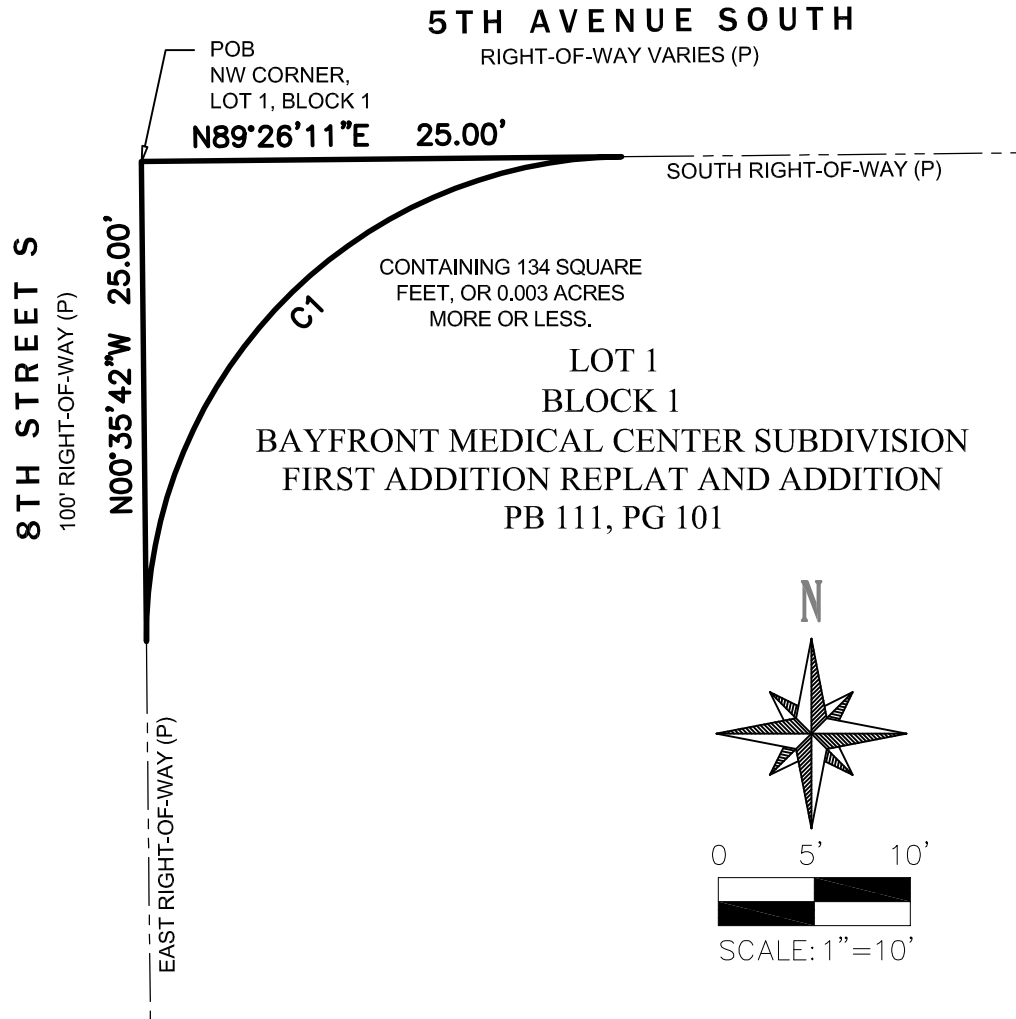 5TH AVENUE SOUTH
RIGHT-OF-WAY VARIES (P)
POB
NW CORNER,
LOT 1, BLOCK 1
N89°26'11"E 25.00'
SOUTH RIGHT-OF-WAY (P)
8TH STREET S
100' RIGHT-OF-WAY (P)
N00°35'42"W 25.00'
C1
CONTAINING 134 SQUARE
FEET, OR 0.003 ACRES
MORE OR LESS.
LOT 1
BLOCK 1
BAYFRONT MEDICAL CENTER SUBDIVISION
FIRST ADDITION REPLAT AND ADDITION
PB 111, PG 101
EAST RIGHT-OF-WAY (P)
N
0 5' 10'
SCALE: 1"=10'